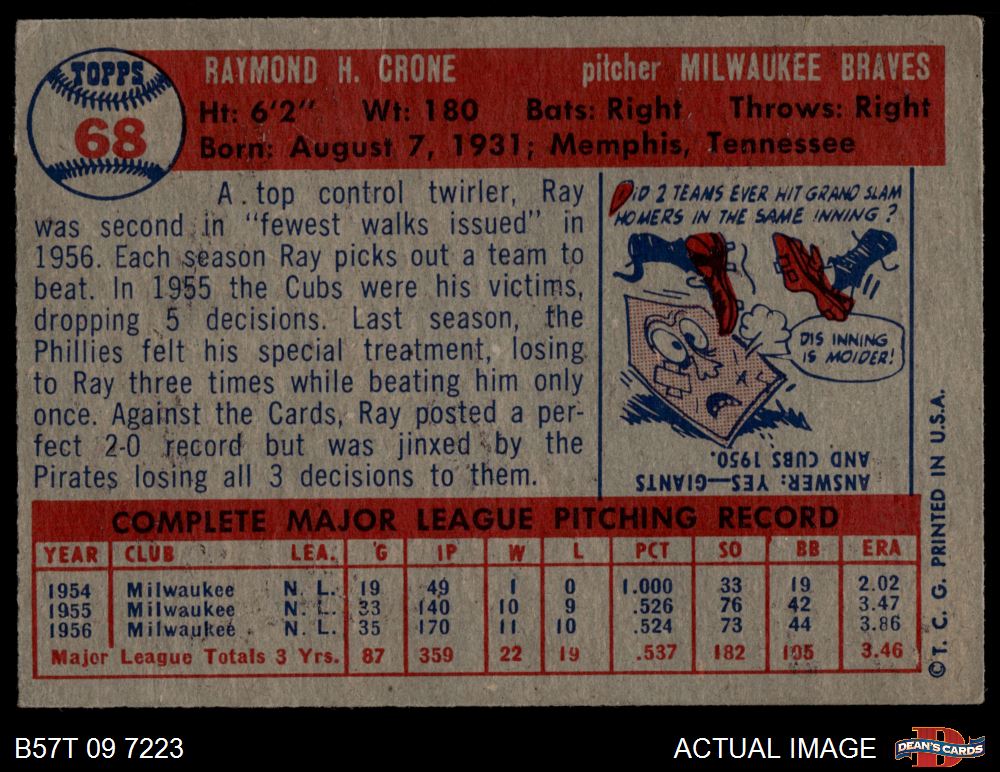 TOPPS
68
RAYMOND H. CRONE pitcher MILWAUKEE BRAVES
Ht: 6'2" Wt: 180 Bats: Right Throws: Right
Born: August 7, 1931; Memphis, Tennessee
A top control twirler, Ray
was second in "fewest walks issued" in
1956. Each season Ray picks out a team to
beat. In 1955 the Cubs were his victims,
dropping 5 decisions. Last season, the
Phillies felt his special treatment, losing
to Ray three times while beating him only
once. Against the Cards, Ray posted a per-
fect 2-0 record but was jinxed by the
Pirates losing all 3 decisions to them.
DID 2 TEAMS EVER HIT GRAND SLAM
HOMERS IN THE SAME INNING?
DIS INNING
IS MOIDER!
ANSWER: YES—GIANTS
AND CUBS 1950.
COMPLETE MAJOR LEAGUE PITCHING RECORD
YEAR CLUB LEA. G IP W L PCT SO BB ERA
1954 Milwaukee N. L. 19 49 1 0 1.000 33 19 2.02
1955 Milwaukee N. L. 33 140 10 9 .526 76 42 3.47
1956 Milwaukee N. L. 35 170 11 10 .524 73 44 3.86
Major League Totals 3 Yrs. 87 359 22 19 .537 182 105 3.46
© T. C. G. PRINTED IN U.S.A.
B57T 09 7223
ACTUAL IMAGE
DEAN'S CARDS